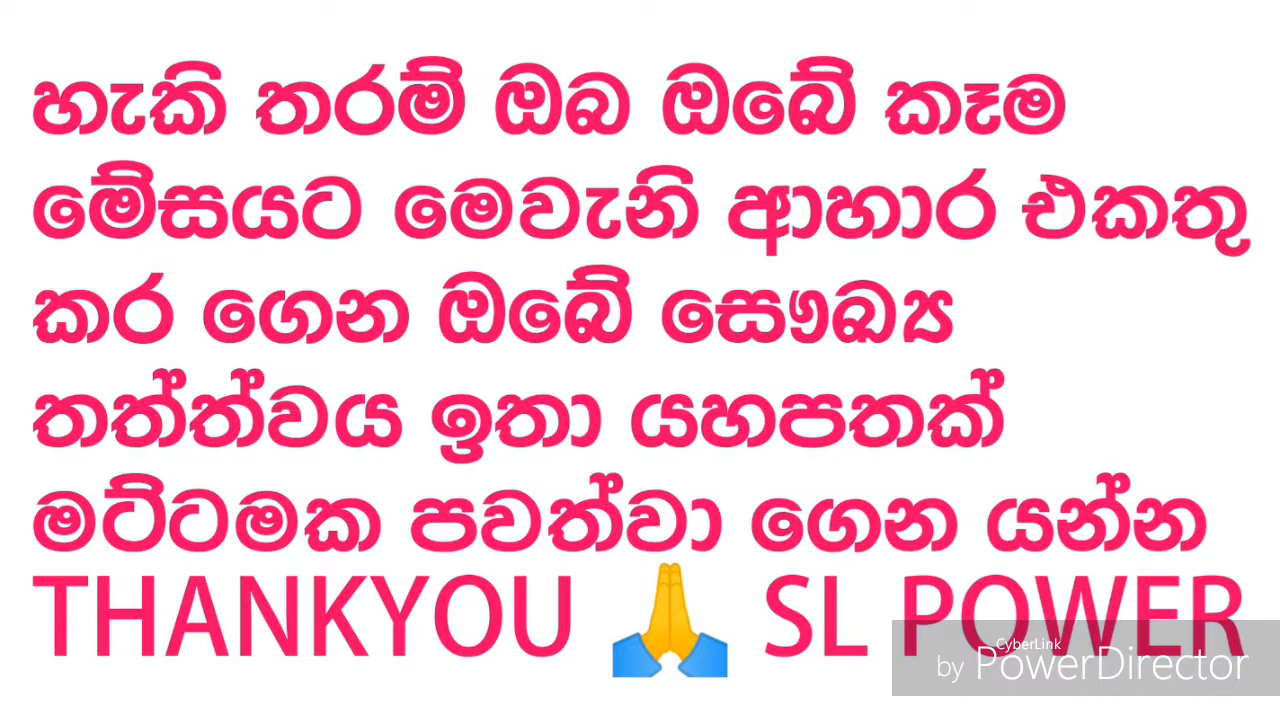 හැකි තරම් ඔබ ඔබේ කෑම
මේසයට මෙවැනි ආහාර එකතු
කර ගෙන ඔබේ සෞඛ්‍ය
තත්ත්වය ඉතා යහපතක්
මට්ටමක පවත්වා ගෙන යන්න
THANKYOU 🙏 SL POWER
CyberLink
by PowerDirector